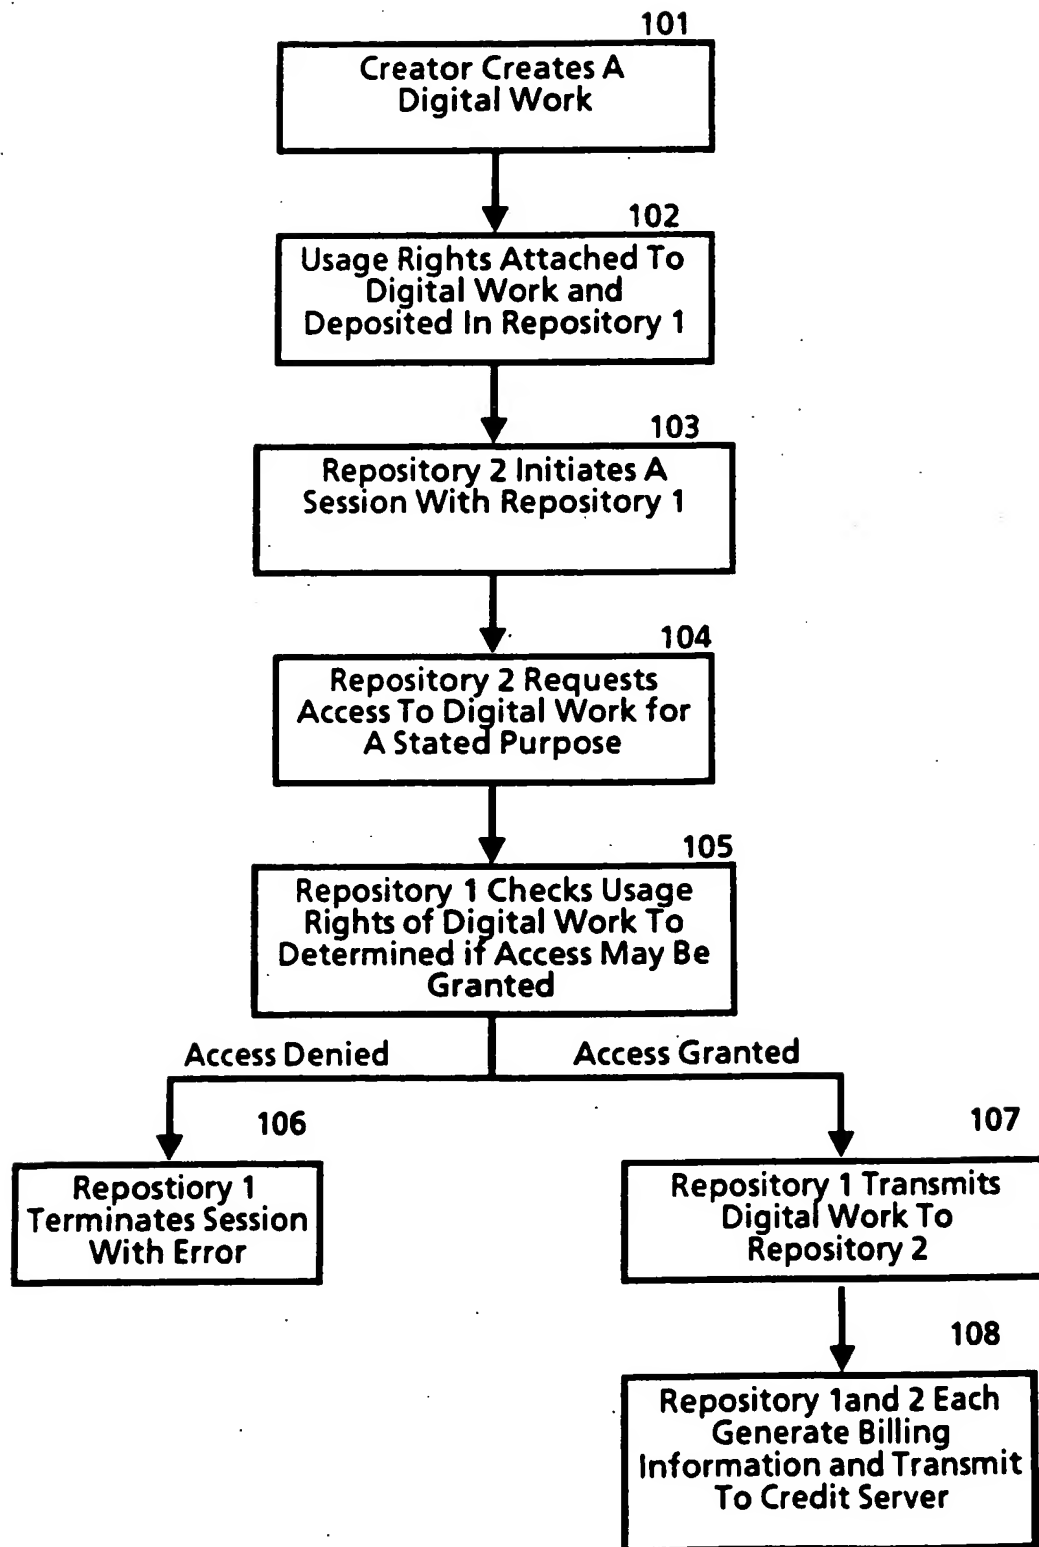 101
Creator Creates A
Digital Work
102
Usage Rights Attached To
Digital Work and
Deposited In Repository 1
103
Repository 2 Initiates A
Session With Repository 1
104
Repository 2 Requests
Access To Digital Work for
A Stated Purpose
105
Repository 1 Checks Usage
Rights of Digital Work To
Determined if Access May Be
Granted
Access Denied
Access Granted
106
Repostiory 1
Terminates Session
With Error
107
Repository 1 Transmits
Digital Work To
Repository 2
108
Repository 1and 2 Each
Generate Billing
Information and Transmit
To Credit Server